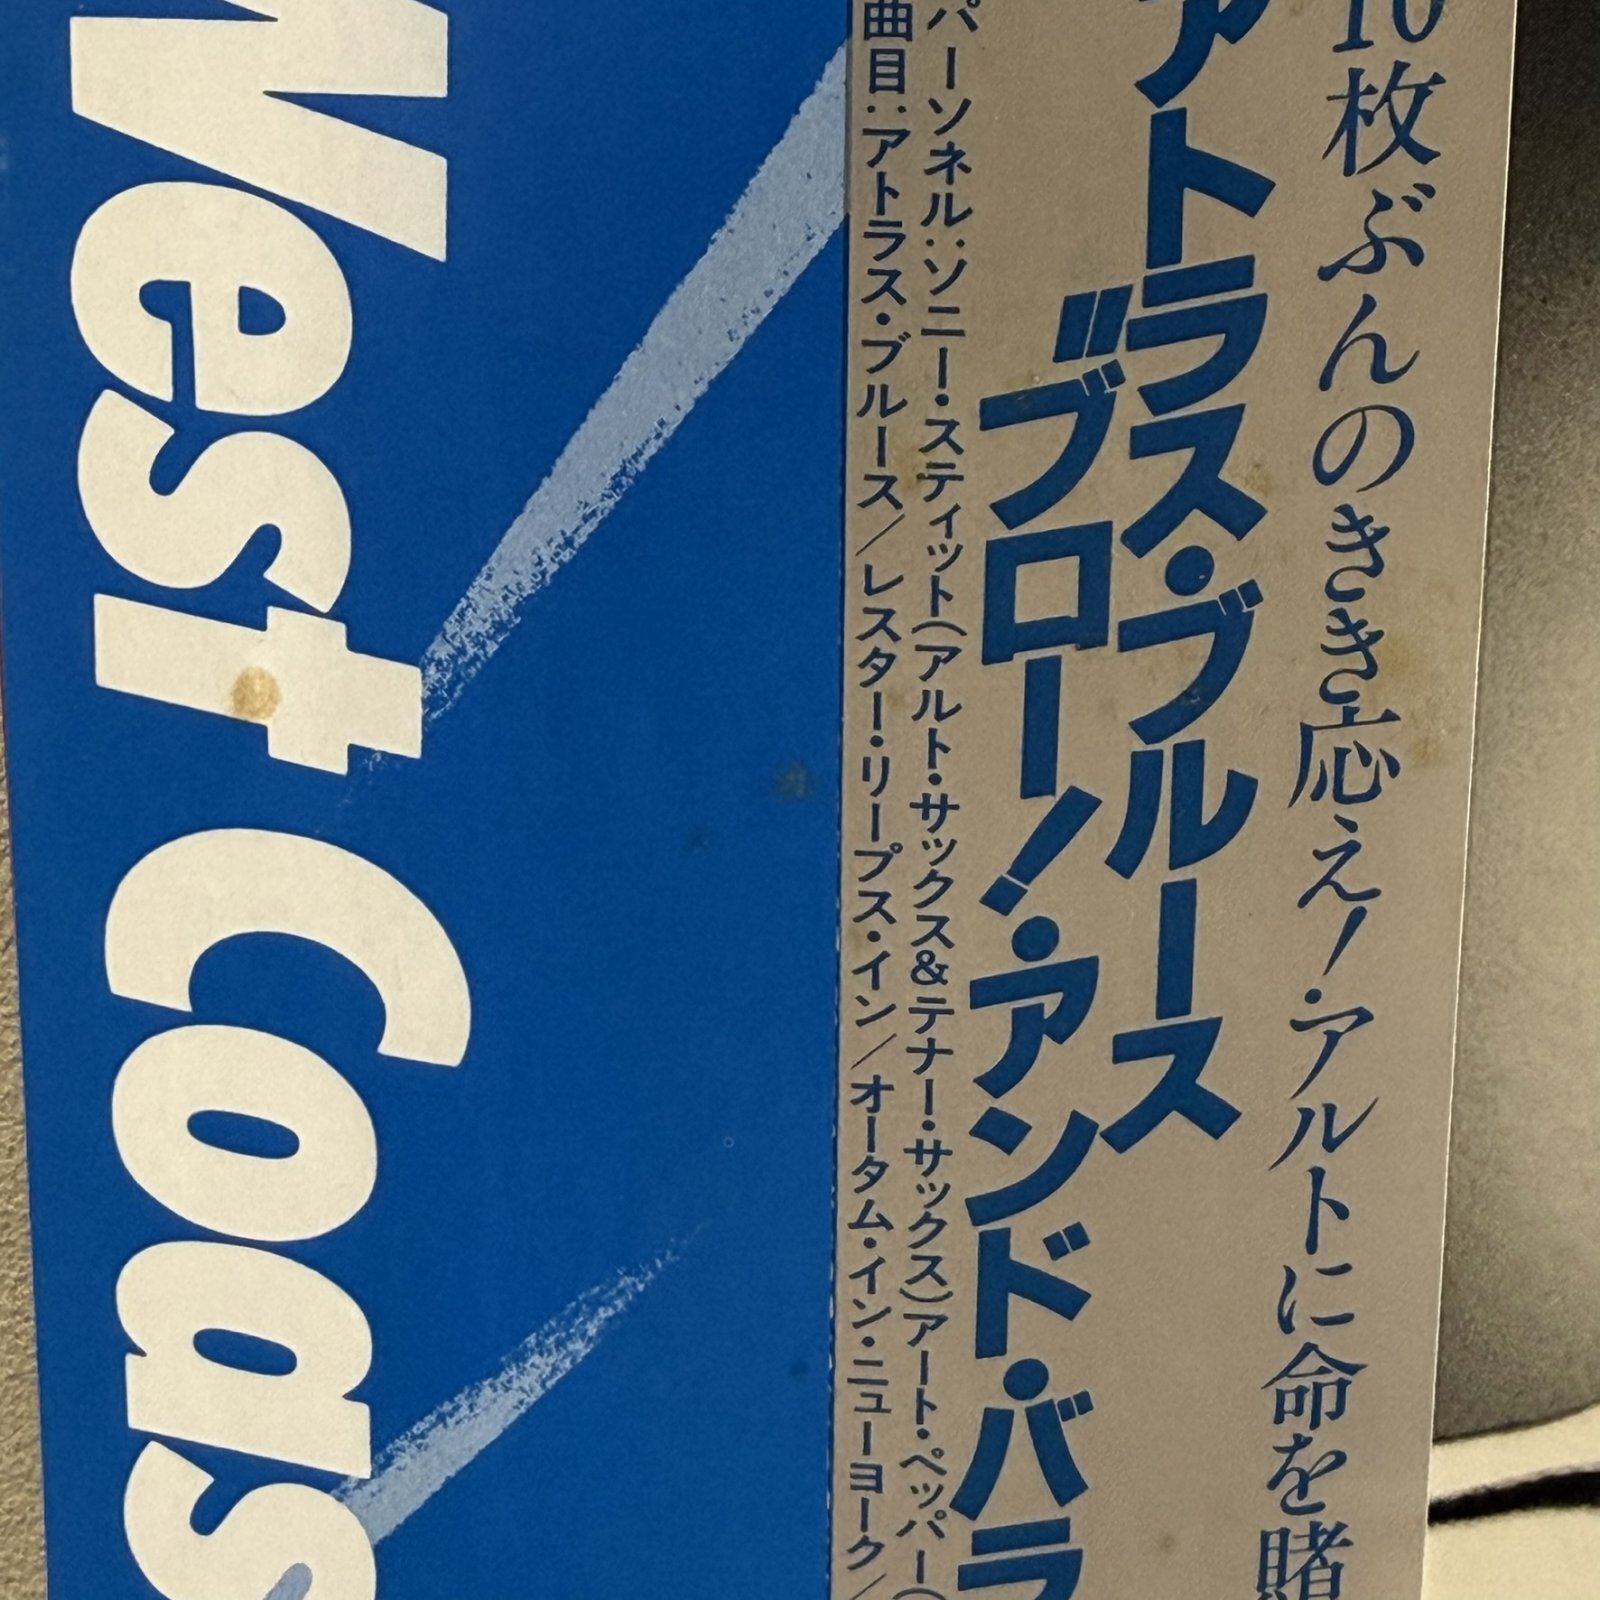 10枚ぶんのきき応え！・アルトに命を賭
アトラス・ブルース
〝ブロー！・アンド・バラ
パーソネル：ソニー・スティット（アルト・サックス＆テナー・サックス）アート・ペッパー（
曲目：アトラス・ブルース／レスター・リープス・イン／オータム・イン・ニューヨーク／
West Coas